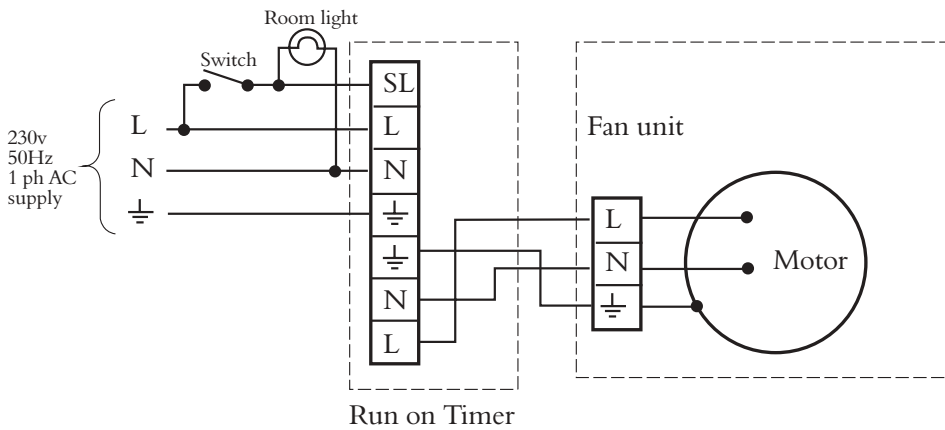 Room light
Switch
230v
50Hz
1 ph AC
supply
L
N
SL
L
N
N
L
Run on Timer
Fan unit
L
N
Motor